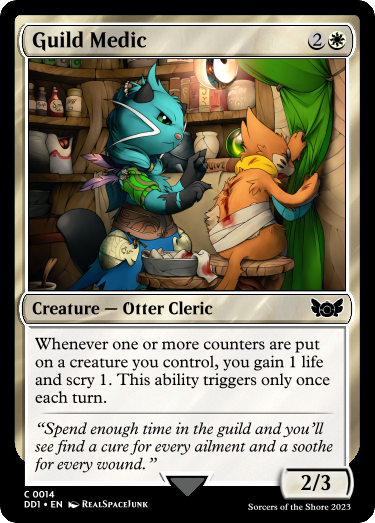 Guild Medic 2
Creature — Otter Cleric
Whenever one or more counters are put
on a creature you control, you gain 1 life
and scry 1. This ability triggers only once
each turn.
“Spend enough time in the guild and you’ll
see find a cure for every ailment and a soothe
for every wound.”
2/3
C 0014
DD1 • EN RealSpaceJunk
Sorcers of the Shore 2023